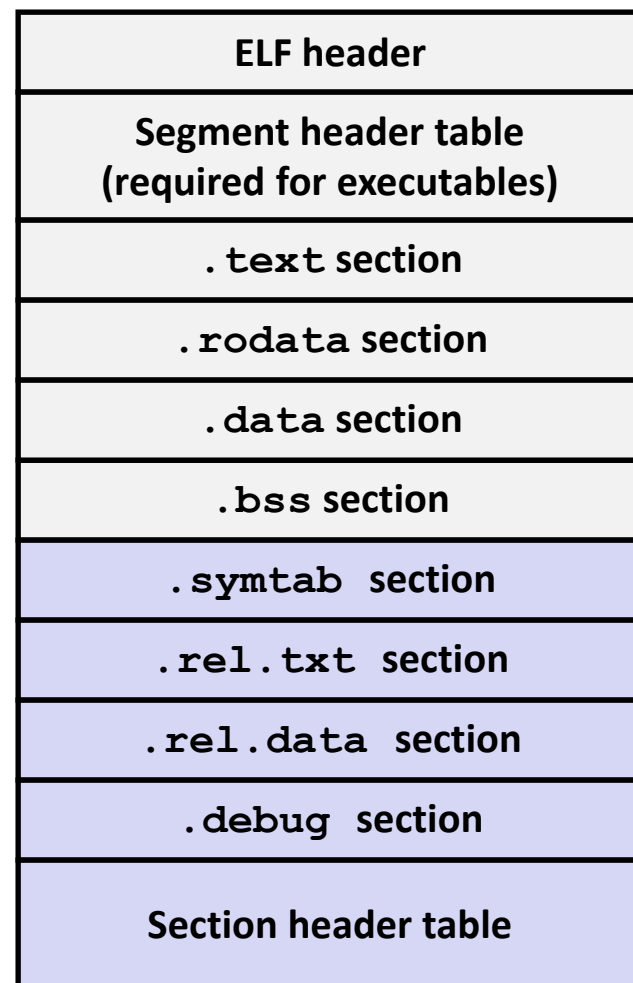 ELF header
Segment header table
(required for executables)
.text section
.rodata section
.data section
.bss section
.symtab section
.rel.txt section
.rel.data section
.debug section
Section header table